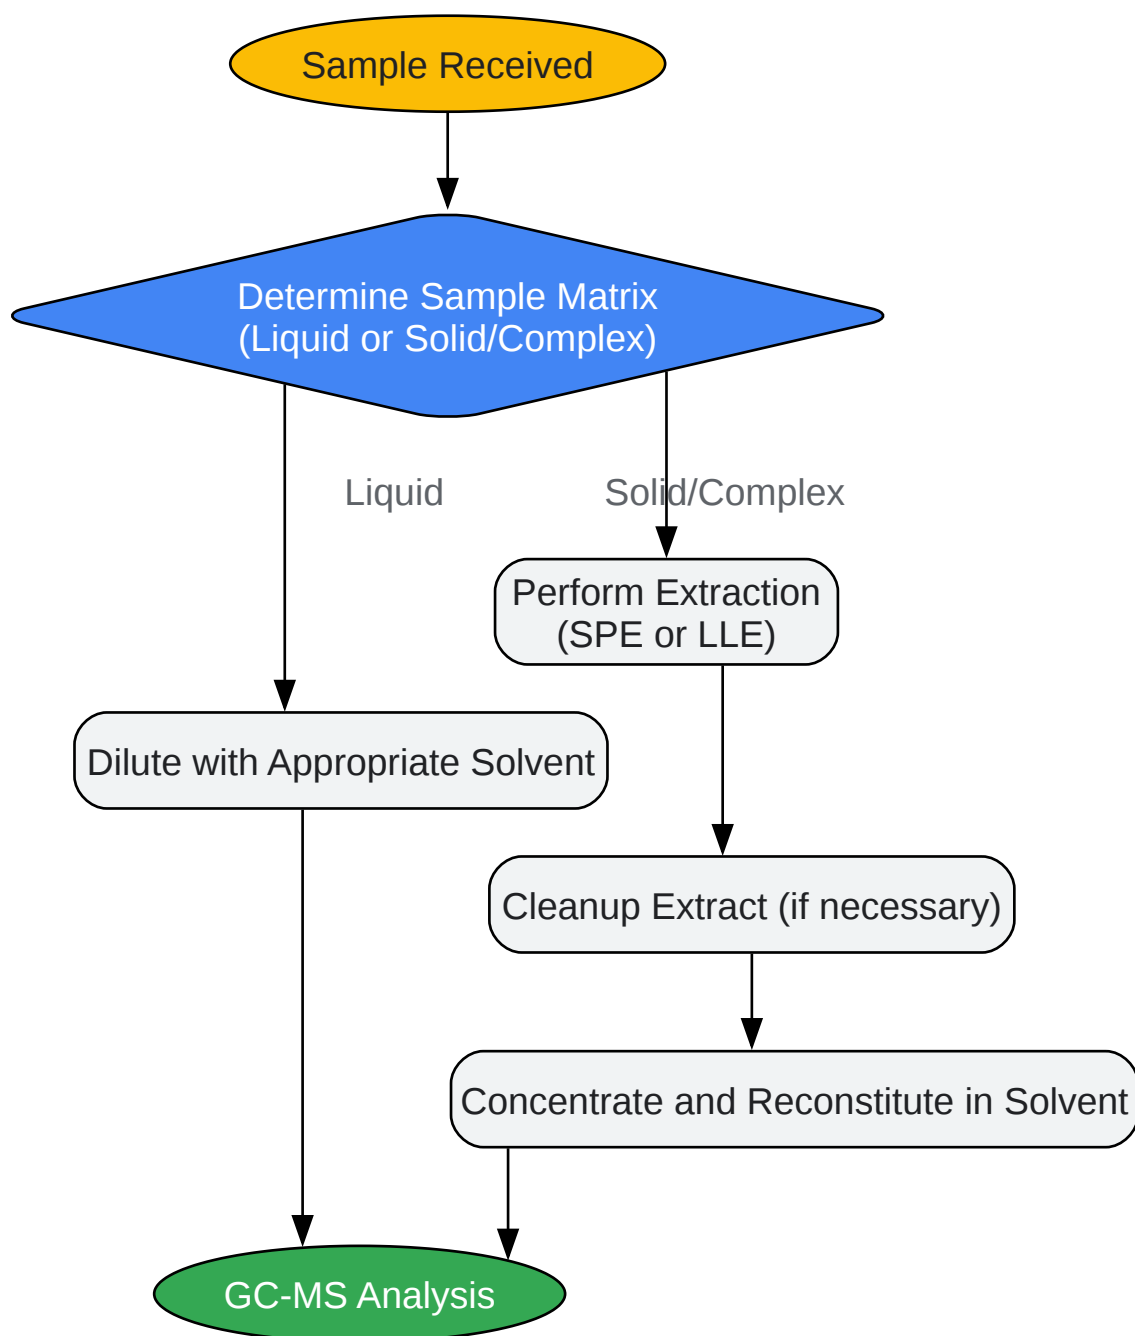 Sample Received
Determine Sample Matrix
(Liquid or Solid/Complex)
Liquid
Solid/Complex
Perform Extraction
(SPE or LLE)
Dilute with Appropriate Solvent
Cleanup Extract (if necessary)
Concentrate and Reconstitute in Solvent
GC-MS Analysis